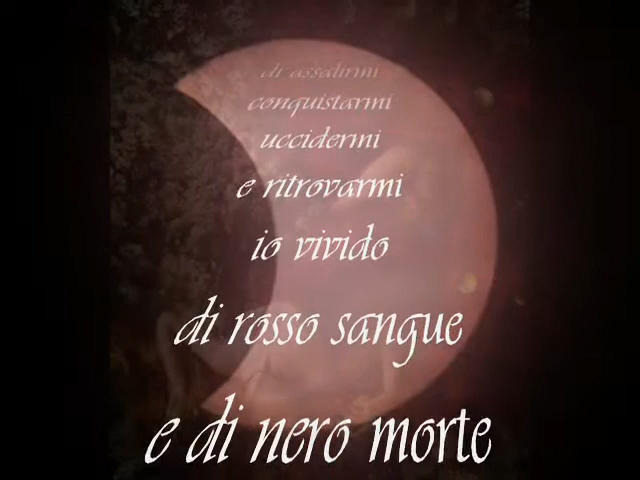 di assalirmi
conquistarmi
uccidermi
e ritrovarmi
io vivido
di rosso sangue
e di nero morte